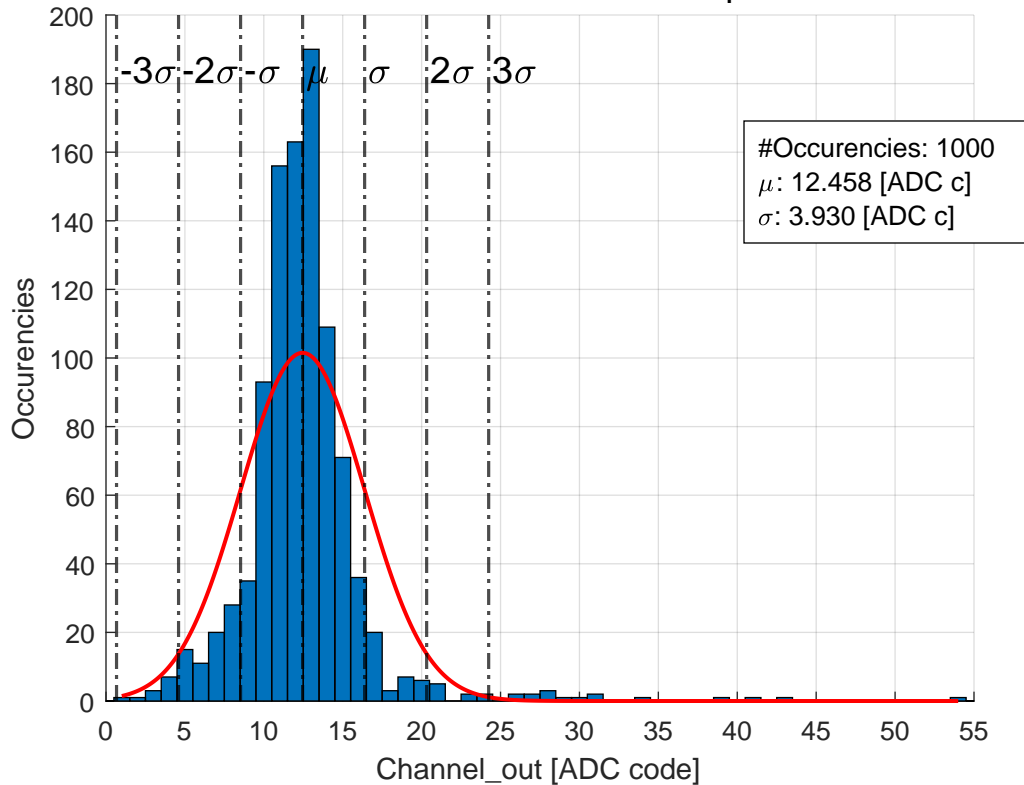 200
180
160
140
120
100
80
60
40
20
0
-3σ -2σ -σ μ σ 2σ 3σ
#Occurencies: 1000
μ: 12.458 [ADC c]
σ: 3.930 [ADC c]
Occurencies
0 5 10 15 20 25 30 35 40 45 50 55
Channel_out [ADC code]